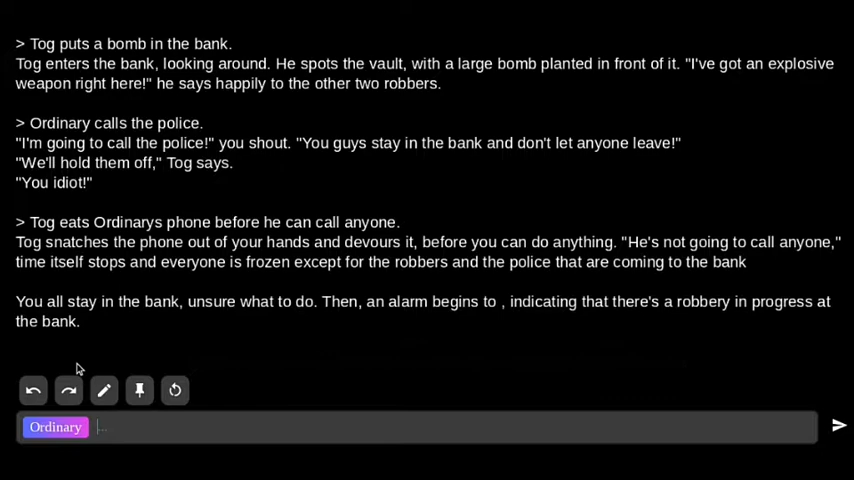 > Tog puts a bomb in the bank.
Tog enters the bank, looking around. He spots the vault, with a large bomb planted in front of it. "I've got an explosive
weapon right here!" he says happily to the other two robbers.
> Ordinary calls the police.
"I'm going to call the police!" you shout. "You guys stay in the bank and don't let anyone leave!"
"We'll hold them off," Tog says.
"You idiot!"
> Tog eats Ordinarys phone before he can call anyone.
Tog snatches the phone out of your hands and devours it, before you can do anything. "He's not going to call anyone,"
time itself stops and everyone is frozen except for the robbers and the police that are coming to the bank
You all stay in the bank, unsure what to do. Then, an alarm begins to , indicating that there's a robbery in progress at
the bank.
Ordinary ...